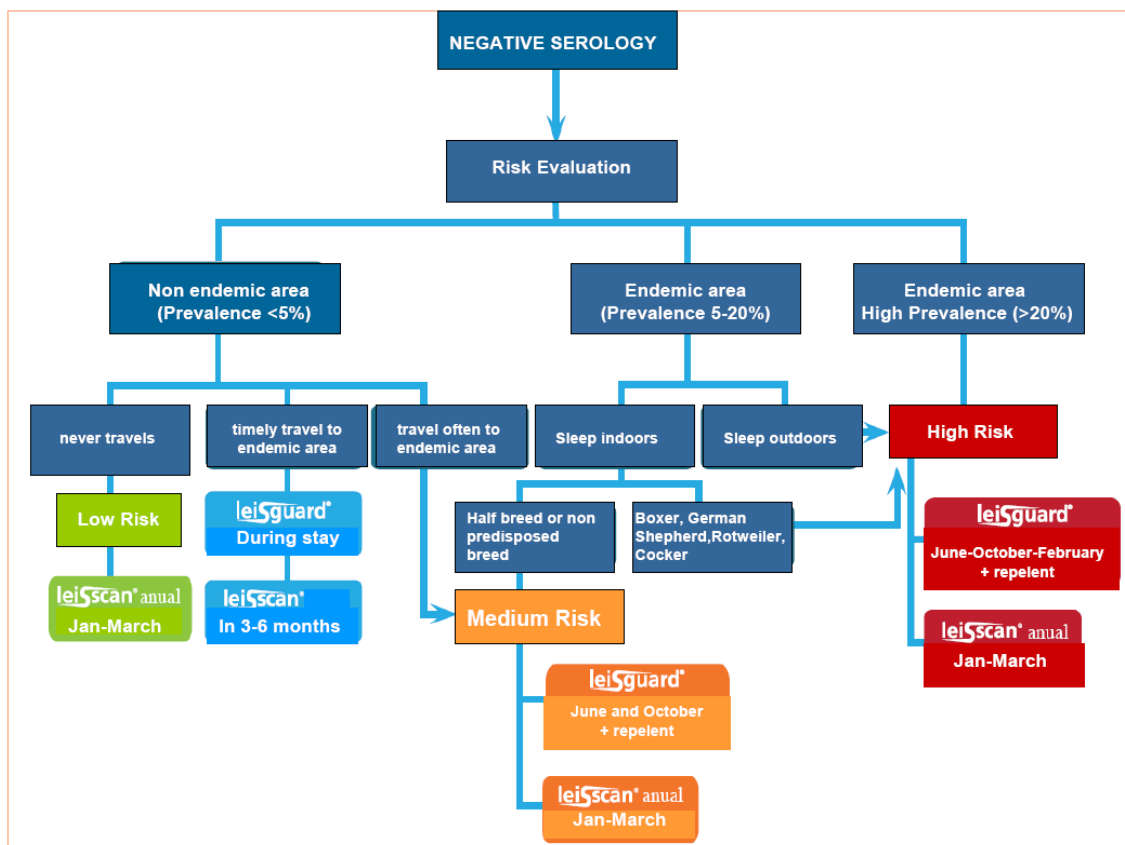 NEGATIVE SEROLOGY
Risk Evaluation
Non endemic area
(Prevalence <5%)
Endemic area
(Prevalence 5-20%)
Endemic area
High Prevalence (>20%)
never travels
timely travel to
endemic area
travel often to
endemic area
Sleep indoors
Sleep outdoors
High Risk
Low Risk
leiSguard®
During stay
Half breed or non
predisposed
breed
Boxer, German
Shepherd,Rotweiler,
Cocker
leiSguard®
June-October-February
+ repelent
leiSscan® anual
Jan-March
leiSscan®
In 3-6 months
Medium Risk
leiSscan® anual
Jan-March
leiSguard®
June and October
+ repelent
leiSscan® anual
Jan-March